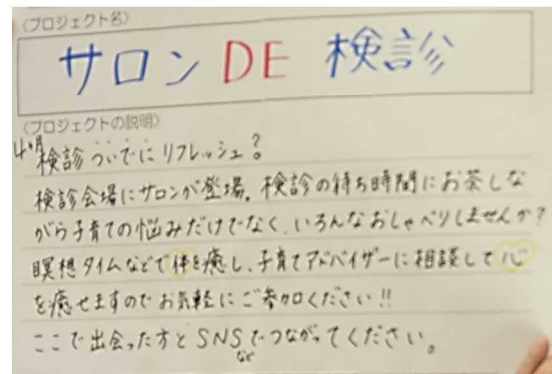 〈プロジェクト名〉
サロン DE 検診
〈プロジェクトの説明〉
4ヶ月
検診ついでにリフレッシュ?
検診会場にサロンが登場。検診の待ち時間にお茶しな
がら子育ての悩みだけでなく、いろんなおしゃべりしませんか?
瞑想タイムなどで体を癒し、子育てアドバイザーに相談して心
を癒せますのでお気軽にご参加ください!!
ここで出会った方とSNSなどでつながってください。